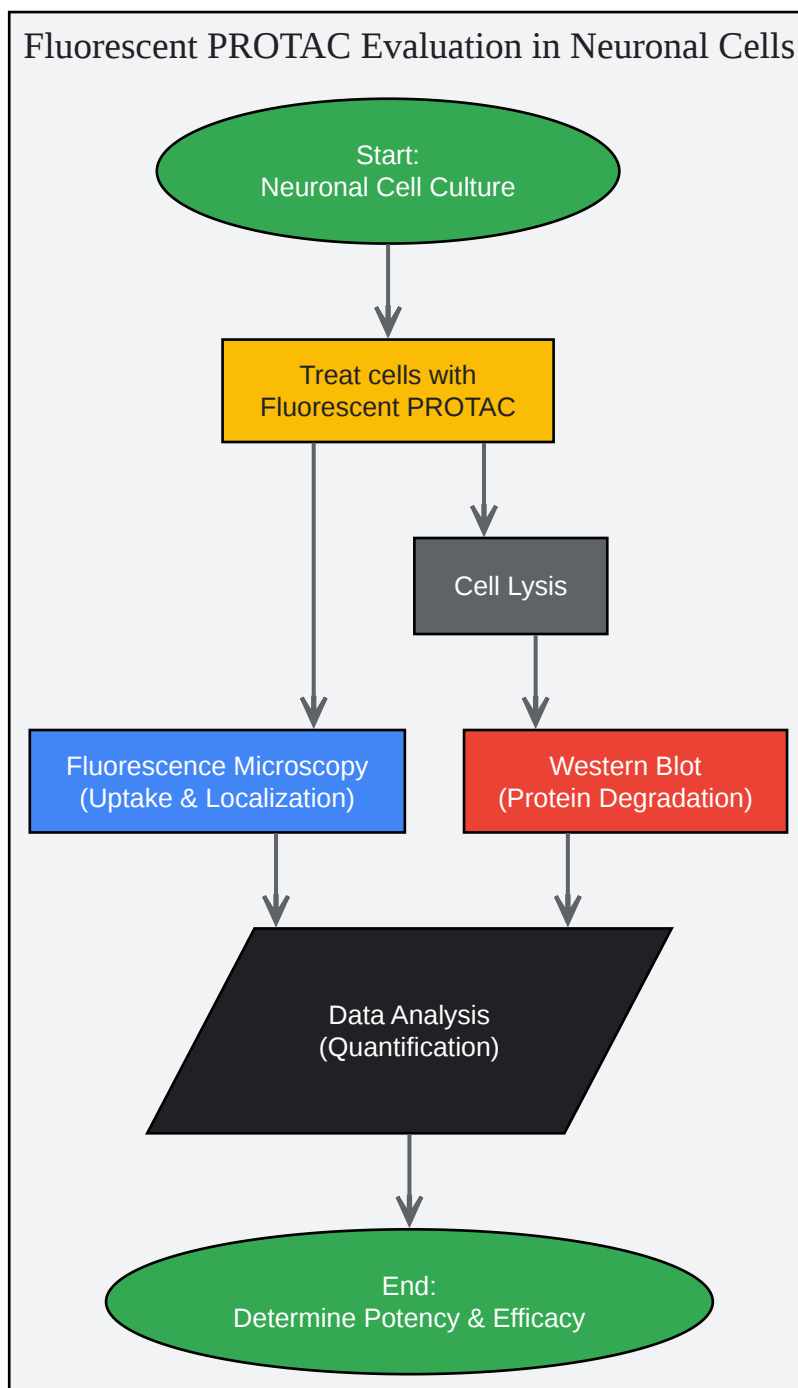 Fluorescent PROTAC Evaluation in Neuronal Cells
Start:
Neuronal Cell Culture
Treat cells with
Fluorescent PROTAC
Cell Lysis
Fluorescence Microscopy
(Uptake & Localization)
Western Blot
(Protein Degradation)
Data Analysis
(Quantification)
End:
Determine Potency & Efficacy